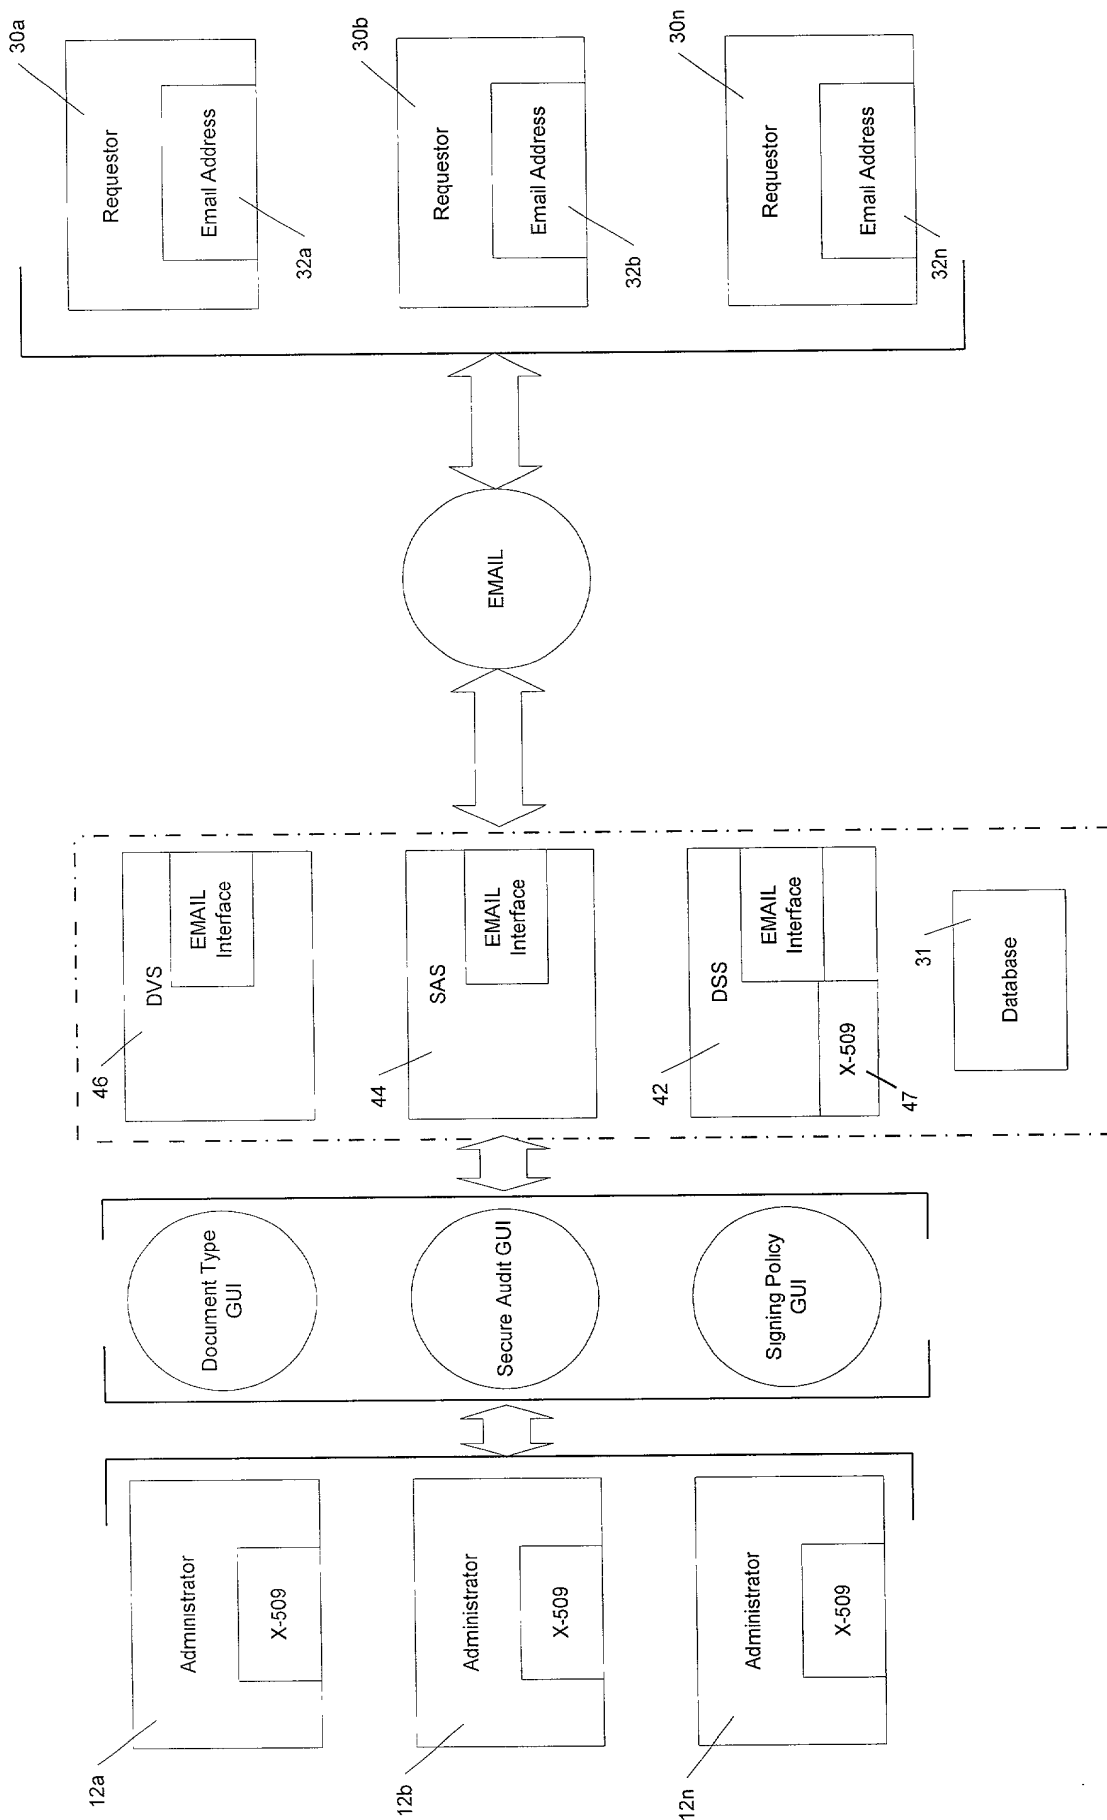 12a
Administrator
X-509
12b
Administrator
X-509
12n
Administrator
X-509
Document Type
GUI
Secure Audit GUI
Signing Policy
GUI
46
DVS
EMAIL
Interface
44
SAS
EMAIL
Interface
42
DSS
EMAIL
Interface
X-509
47
31
Database
EMAIL
30a
Requestor
Email Address
32a
30b
Requestor
Email Address
32b
30n
Requestor
Email Address
32n